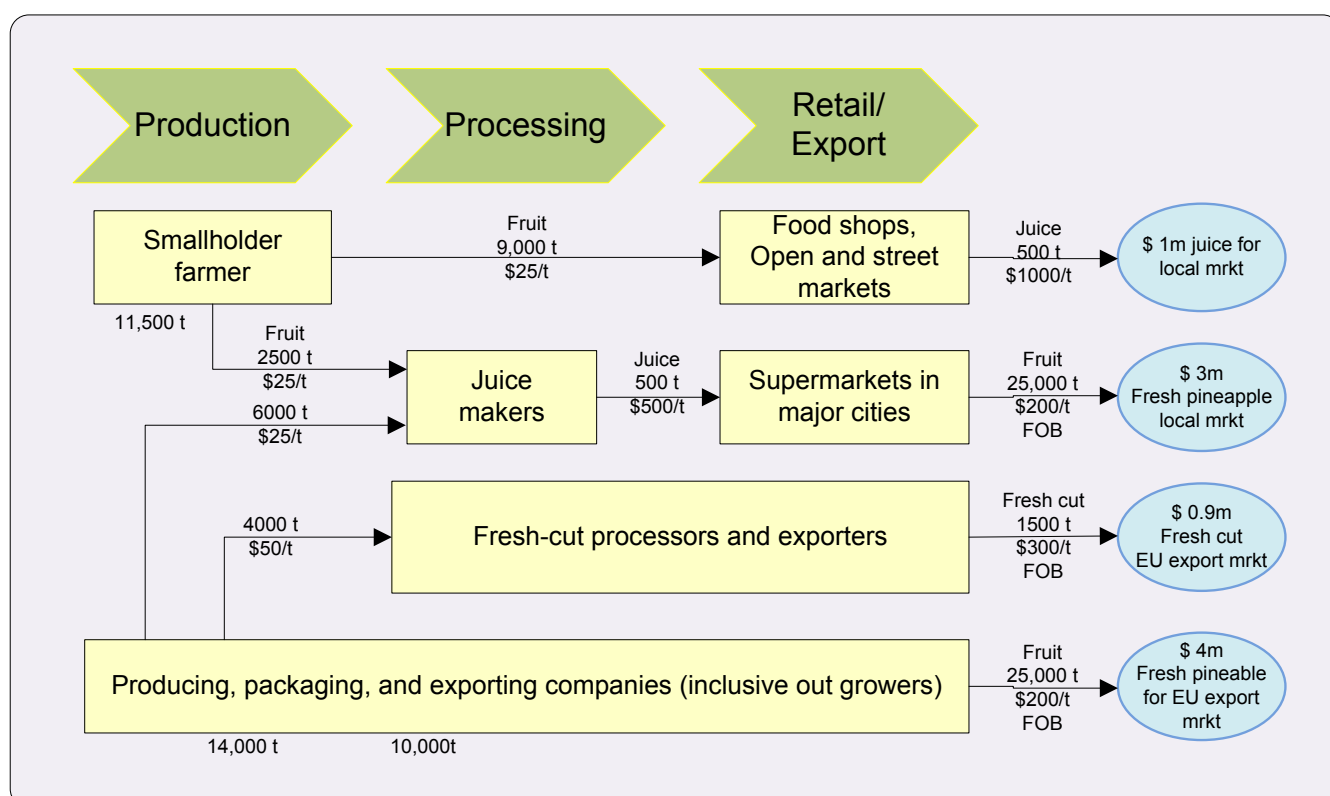 Production
Processing
Retail/
Export
Smallholder
farmer
11,500 t
Fruit
9,000 t
$25/t
Food shops,
Open and street
markets
Juice
500 t
$1000/t
$ 1m juice for
local mrkt
Fruit
2500 t
$25/t
6000 t
$25/t
Juice
makers
Juice
500 t
$500/t
Supermarkets in
major cities
Fruit
25,000 t
$200/t
FOB
$ 3m
Fresh pineapple
local mrkt
4000 t
$50/t
Fresh-cut processors and exporters
Fresh cut
1500 t
$300/t
FOB
$ 0.9m
Fresh cut
EU export mrkt
Producing, packaging, and exporting companies (inclusive out growers)
14,000 t
10,000t
Fruit
25,000 t
$200/t
FOB
$ 4m
Fresh pineable
for EU export
mrkt